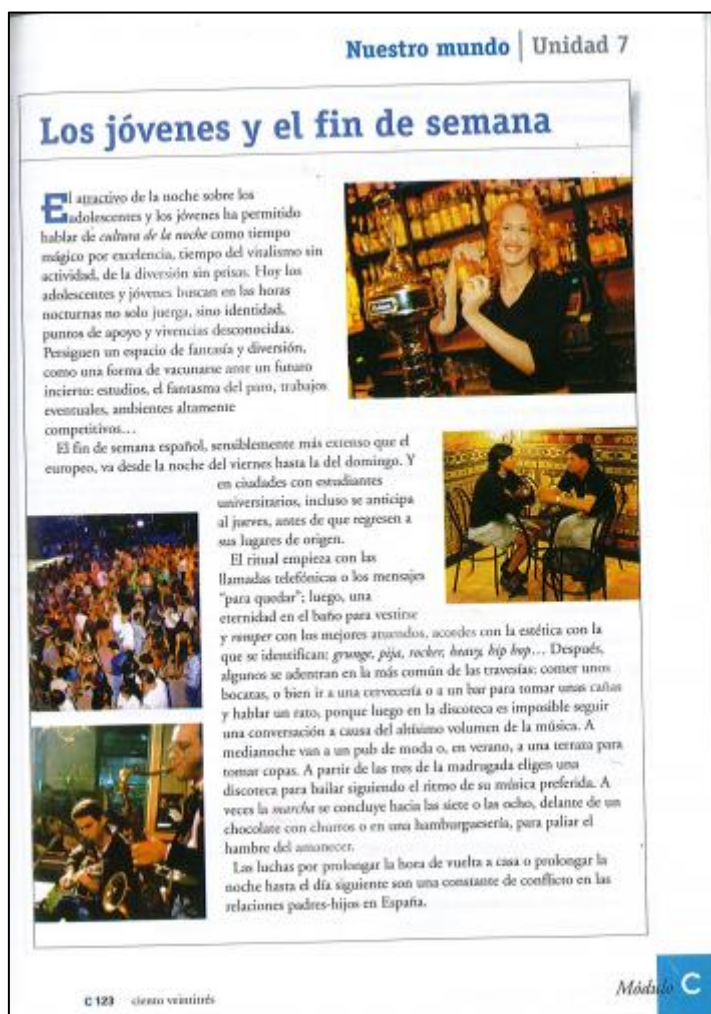 Nuestro mundo | Unidad 7
Los jóvenes y el fin de semana
El atractivo de la noche sobre los
adolescentes y los jóvenes ha permitido
hablar de cultura de la noche como tiempo
mágico por excelencia, tiempo del vitalismo sin
actividad, de la diversión sin prisas. Hoy los
adolescentes y jóvenes buscan en las horas
nocturnas no solo juerga, sino identidad,
puntos de apoyo y vivencias desconocidas.
Persiguen un espacio de fantasía y diversión,
como una forma de vacunarse ante un futuro
incierto: estudios, el fantasma del paro, trabajos
eventuales, ambientes altamente
competitivos…
El fin de semana español, sensiblemente más extenso que el
europeo, va desde la noche del viernes hasta la del domingo. Y
en ciudades con estudiantes
universitarios, incluso se anticipa
al jueves, antes de que regresen a
sus lugares de origen.
El ritual empieza con las
llamadas telefónicas o los mensajes
"para quedar"; luego, una
eternidad en el baño para vestirse
y romper con los mejores atuendos, acordes con la estética con la
que se identifican: grunge, pija, rocker, heavy, hip hop… Después,
algunos se adentran en la más común de las travesías: comer unos
bocatas, o bien ir a una cervecería o a un bar para tomar unas cañas
y hablar un rato, porque luego en la discoteca es imposible seguir
una conversación a causa del altísimo volumen de la música. A
medianoche van a un pub de moda o, en verano, a una terraza para
tomar copas. A partir de las tres de la madrugada eligen una
discoteca para bailar siguiendo el ritmo de su música preferida. A
veces la marcha se concluye hacia las siete o las ocho, delante de un
chocolate con churros o en una hamburguesería, para paliar el
hambre del amanecer.
Las luchas por prolongar la hora de vuelta a casa o prolongar la
noche hasta el día siguiente son una constante de conflicto en las
relaciones padres-hijos en España.
C 123 ciento veintitrés
Módulo C